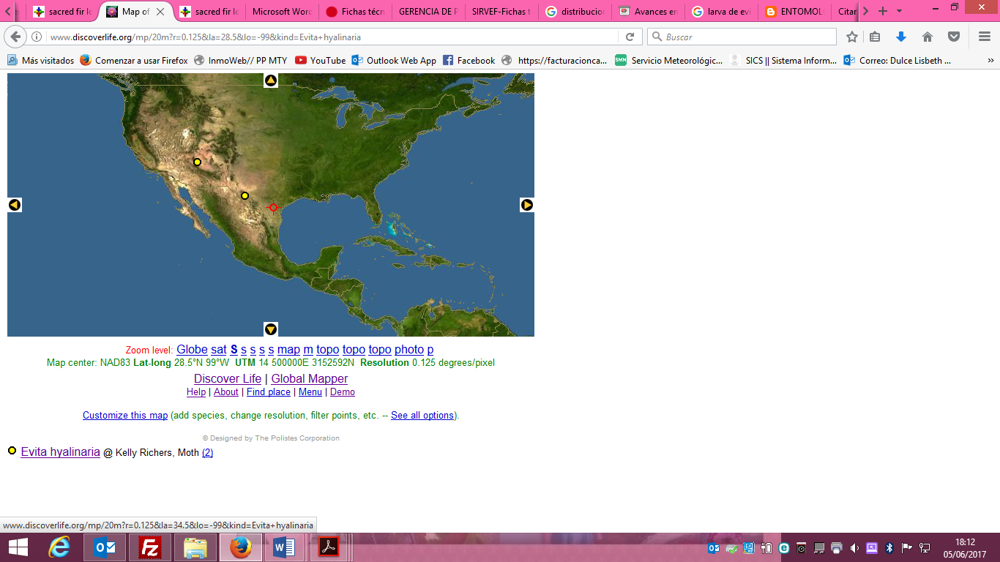 sacred fir lo
Map of
sacred fir lo
Microsoft Word
Fichas técn
GERENCIA DE P
SIRVEF-Fichas t
distribucion
Avances en
larva de evi
ENTOMOLO
Citar
www.discoverlife.org/mp/20m?r=0.125&la=28.5&lo=-99&kind=Evita+hyalinaria
Buscar
Más visitados
Comenzar a usar Firefox
InmoWeb// PP MTY
YouTube
Outlook Web App
Facebook
https://facturacionca...
SMN
Servicio Meteorológic...
SICS || Sistema Inform...
Correo: Dulce Lisbeth ...
Zoom level: Globe sat S s s s s map m topo topo topo photo p
Map center: NAD83 Lat-long 28.5°N 99°W UTM 14 500000E 3152592N Resolution 0.125 degrees/pixel
Discover Life | Global Mapper
Help | About | Find place | Menu | Demo
Customize this map (add species, change resolution, filter points, etc. -- See all options).
© Designed by The Polistes Corporation
Evita hyalinaria @ Kelly Richers, Moth (2)
www.discoverlife.org/mp/20m?r=0.125&la=34.5&lo=-99&kind=Evita+hyalinaria
18:12
05/06/2017